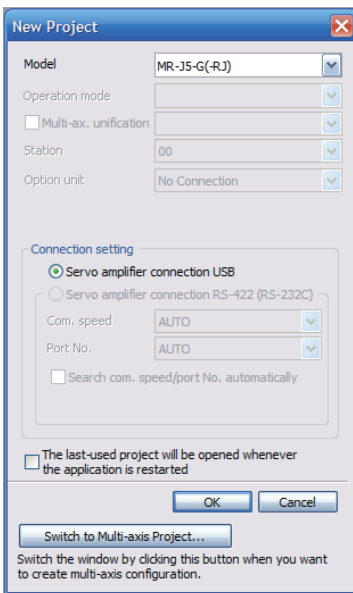 New Project
Model
MR-J5-G(-RJ)
Operation mode
Multi-ax. unification
Station
00
Option unit
No Connection
Connection setting
Servo amplifier connection USB
Servo amplifier connection RS-422 (RS-232C)
Com. speed
AUTO
Port No.
AUTO
Search com. speed/port No. automatically
The last-used project will be opened whenever
the application is restarted
OK
Cancel
Switch to Multi-axis Project...
Switch the window by clicking this button when you want
to create multi-axis configuration.